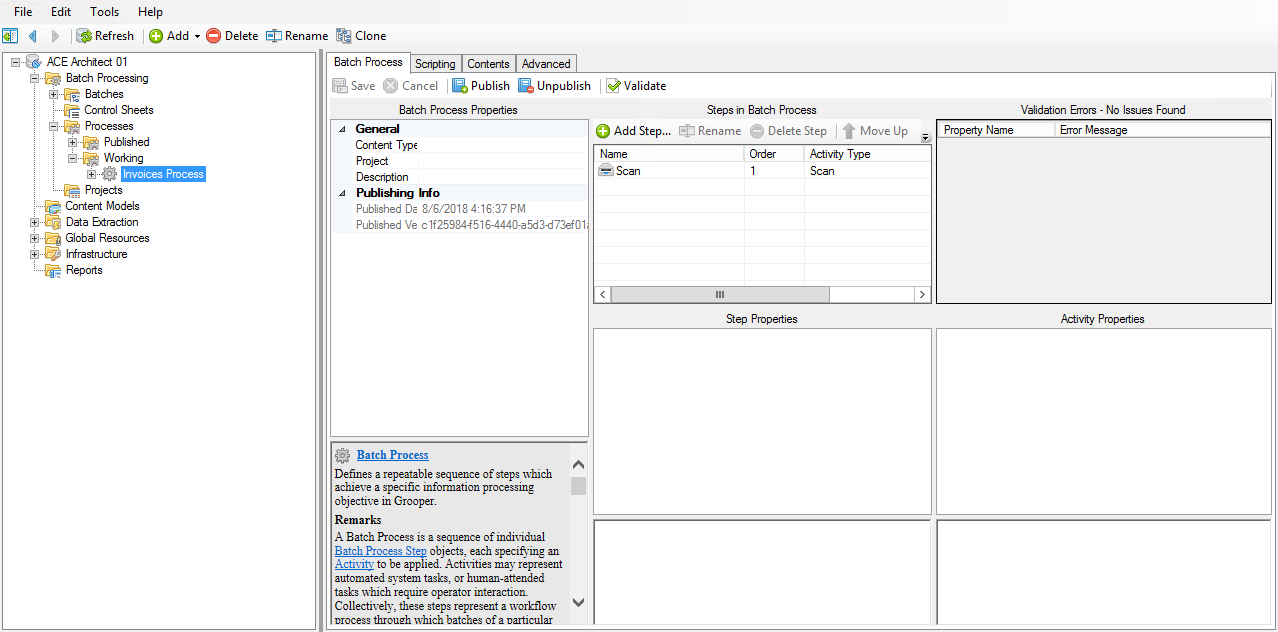 File Edit Tools Help
Refresh Add Delete Rename Clone
ACE Architect 01
Batch Processing
Batches
Control Sheets
Processes
Published
Working
Invoices Process
Projects
Content Models
Data Extraction
Global Resources
Infrastructure
Reports
Batch Process Scripting Contents Advanced
Save Cancel Publish Unpublish Validate
Batch Process Properties
General
Content Type
Project
Description
Publishing Info
Published Da 8/6/2018 4:16:37 PM
Published Ve c1f25984-f516-4440-a5d3-d73ef01a
Batch Process
Defines a repeatable sequence of steps which
achieve a specific information processing
objective in Grooper.
Remarks
A Batch Process is a sequence of individual
Batch Process Step objects, each specifying an
Activity to be applied. Activities may represent
automated system tasks, or human-attended
tasks which require operator interaction.
Collectively, these steps represent a workflow
process through which batches of a particular
Steps in Batch Process
Add Step... Rename Delete Step Move Up
Name Order Activity Type
Scan 1 Scan
Validation Errors - No Issues Found
Property Name Error Message
Step Properties
Activity Properties